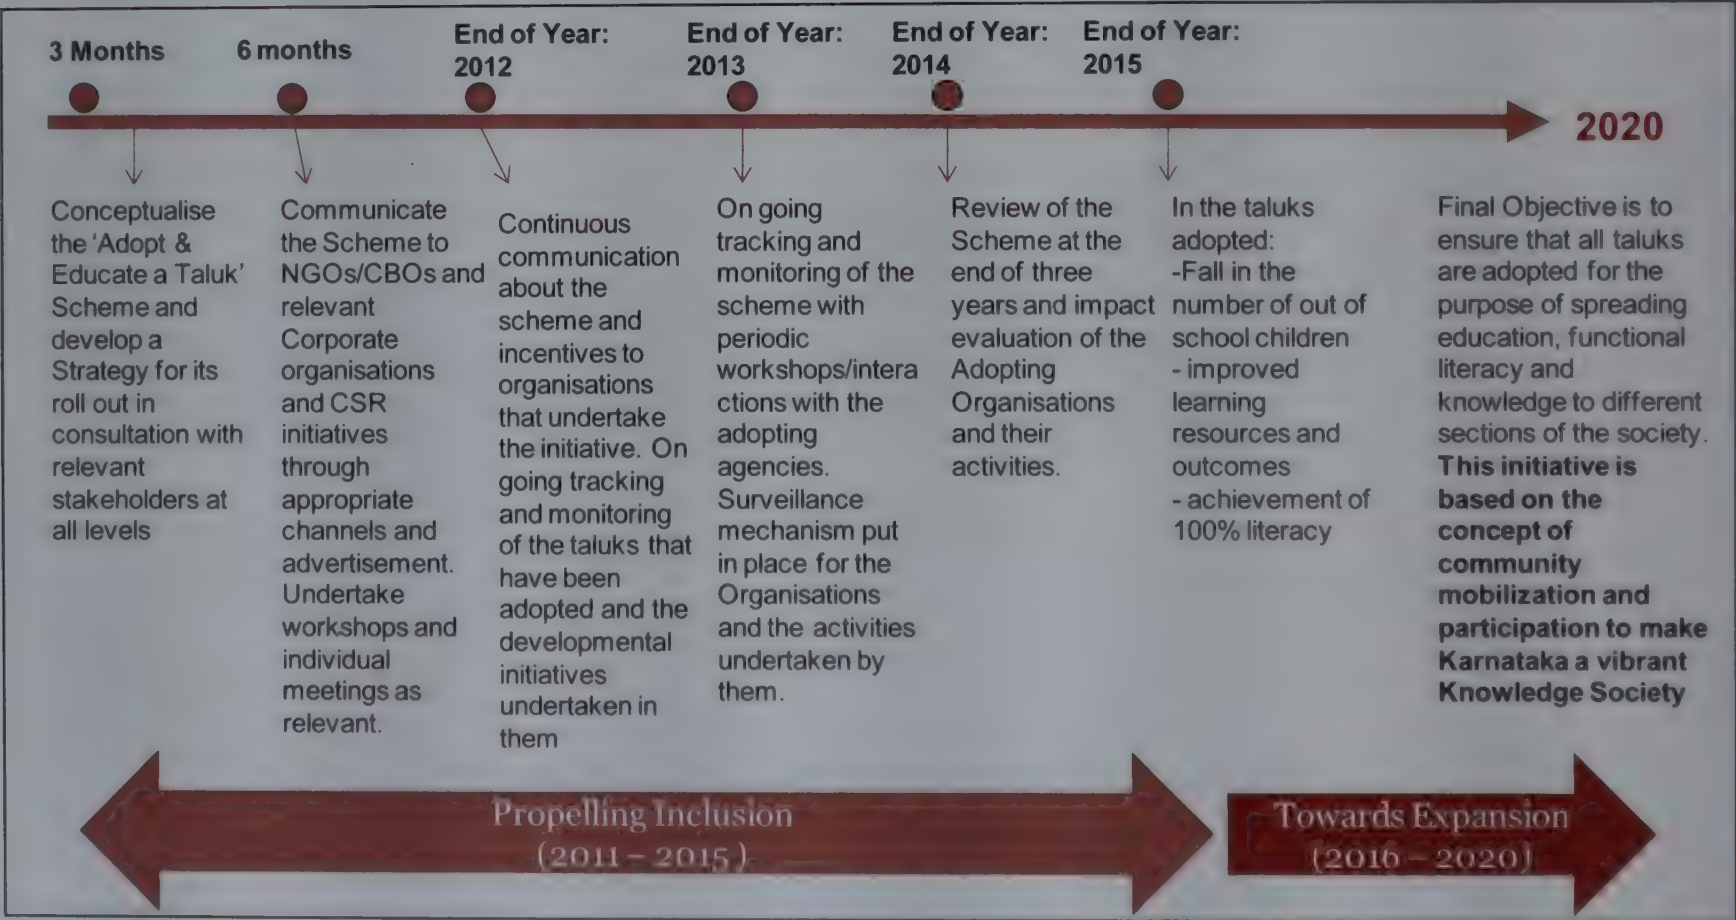 3 Months
6 months
End of Year:
2012
End of Year:
2013
End of Year:
2014
End of Year:
2015
2020
Conceptualise
the 'Adopt &
Educate a Taluk'
Scheme and
develop a
Strategy for its
roll out in
consultation with
relevant
stakeholders at
all levels
Communicate
the Scheme to
NGOs/CBOs and
relevant
Corporate
organisations
and CSR
initiatives
through
appropriate
channels and
advertisement.
Undertake
workshops and
individual
meetings as
relevant.
Continuous
communication
about the
scheme and
incentives to
organisations
that undertake
the initiative. On
going tracking
and monitoring
of the taluks that
have been
adopted and the
developmental
initiatives
undertaken in
them
On going
tracking and
monitoring of the
scheme with
periodic
workshops/intera
ctions with the
adopting
agencies.
Surveillance
mechanism put
in place for the
Organisations
and the activities
undertaken by
them.
Review of the
Scheme at the
end of three
years and impact
evaluation of the
Adopting
Organisations
and their
activities.
In the taluks
adopted:
-Fall in the
number of out of
school children
- improved
learning
resources and
outcomes
- achievement of
100% literacy
Final Objective is to
ensure that all taluks
are adopted for the
purpose of spreading
education, functional
literacy and
knowledge to different
sections of the society.
This initiative is
based on the
concept of
community
mobilization and
participation to make
Karnataka a vibrant
Knowledge Society
Propelling Inclusion
(2011 – 2015 )
Towards Expansion
(2016 – 2020)